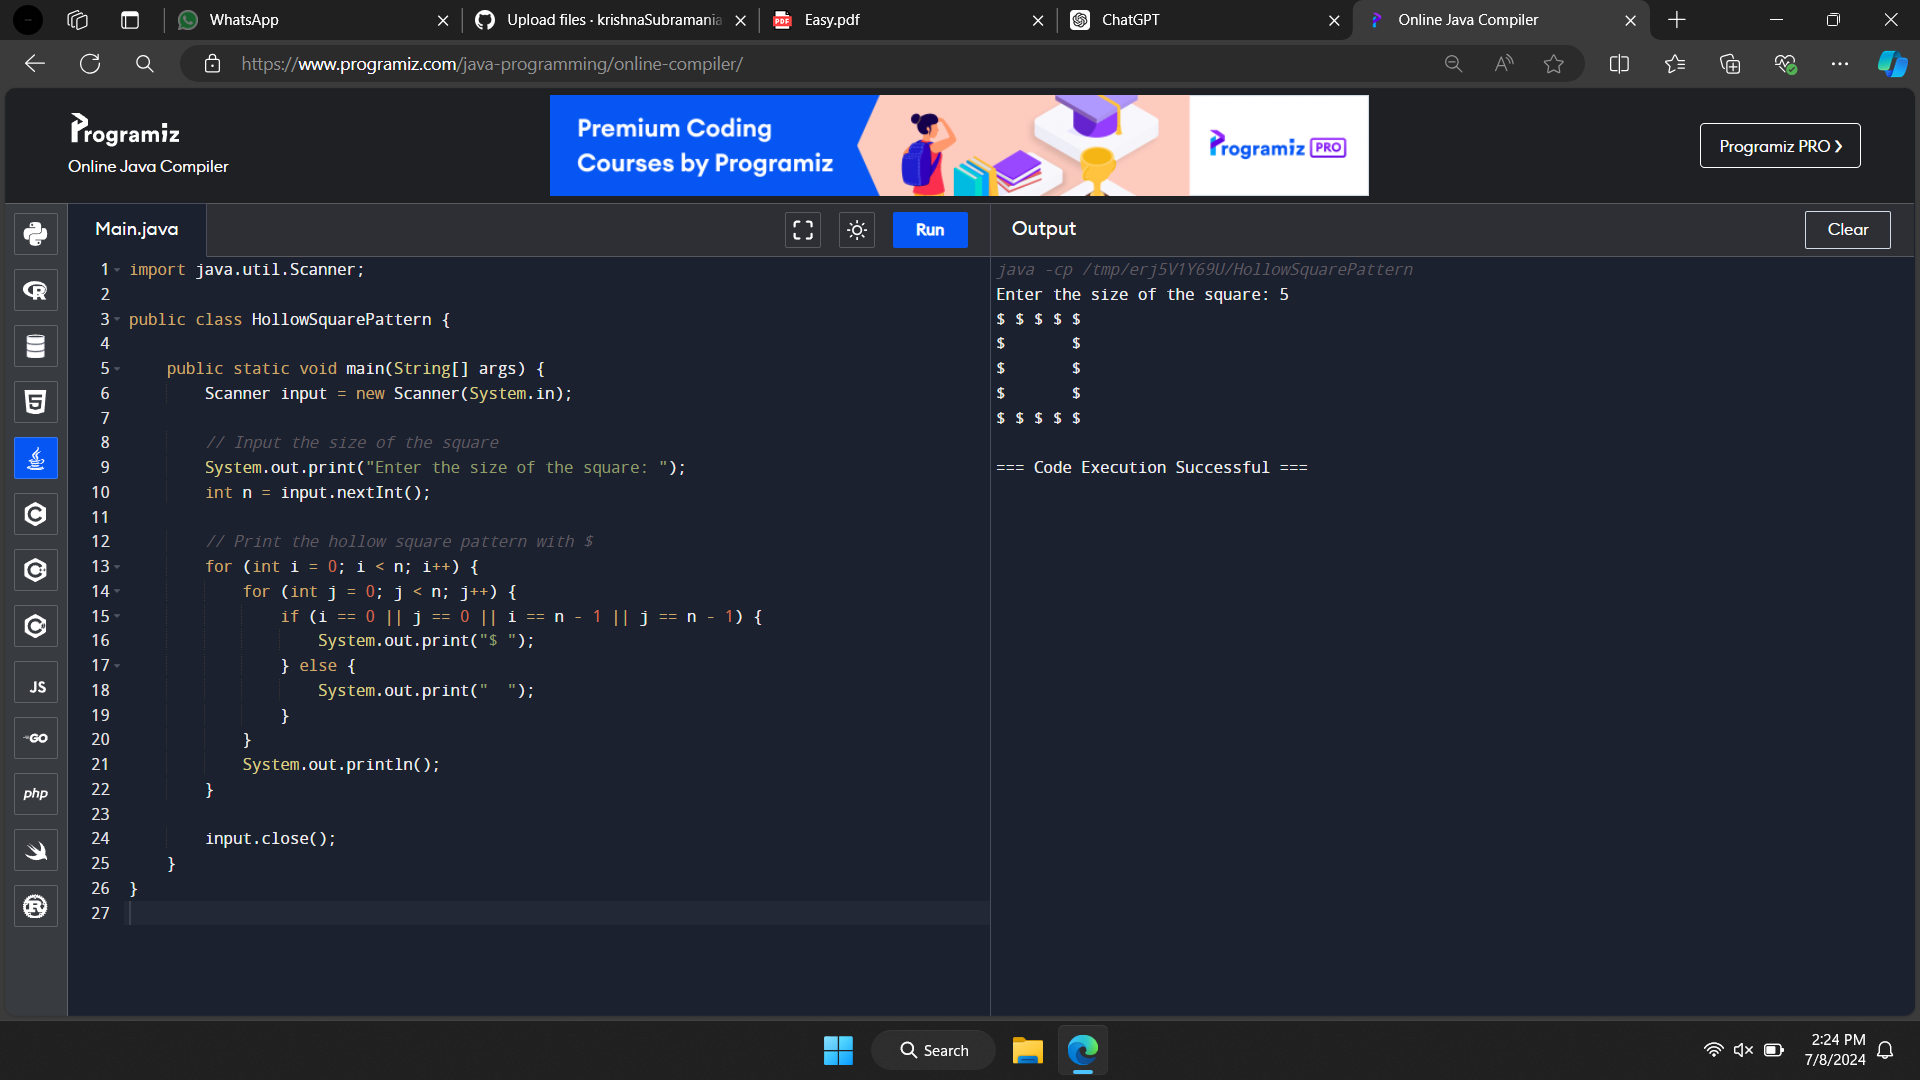 WhatsApp
Upload files · krishnaSubramania
Easy.pdf
ChatGPT
Online Java Compiler
https://www.programiz.com/java-programming/online-compiler/
Programiz
Online Java Compiler
Premium Coding
Courses by Programiz
Programiz PRO
Programiz PRO
Main.java
Run
Output
Clear
1 import java.util.Scanner;
2
3 public class HollowSquarePattern {
4
5     public static void main(String[] args) {
6         Scanner input = new Scanner(System.in);
7
8         // Input the size of the square
9         System.out.print("Enter the size of the square: ");
10         int n = input.nextInt();
11
12         // Print the hollow square pattern with $
13         for (int i = 0; i < n; i++) {
14             for (int j = 0; j < n; j++) {
15                 if (i == 0 || j == 0 || i == n - 1 || j == n - 1) {
16                     System.out.print("$ ");
17                 } else {
18                     System.out.print("  ");
19                 }
20             }
21             System.out.println();
22         }
23
24         input.close();
25     }
26 }
27
java -cp /tmp/erj5V1Y69U/HollowSquarePattern
Enter the size of the square: 5
$ $ $ $ $
$       $
$       $
$       $
$ $ $ $ $
=== Code Execution Successful ===
JS
GO
php
Search
2:24 PM
7/8/2024